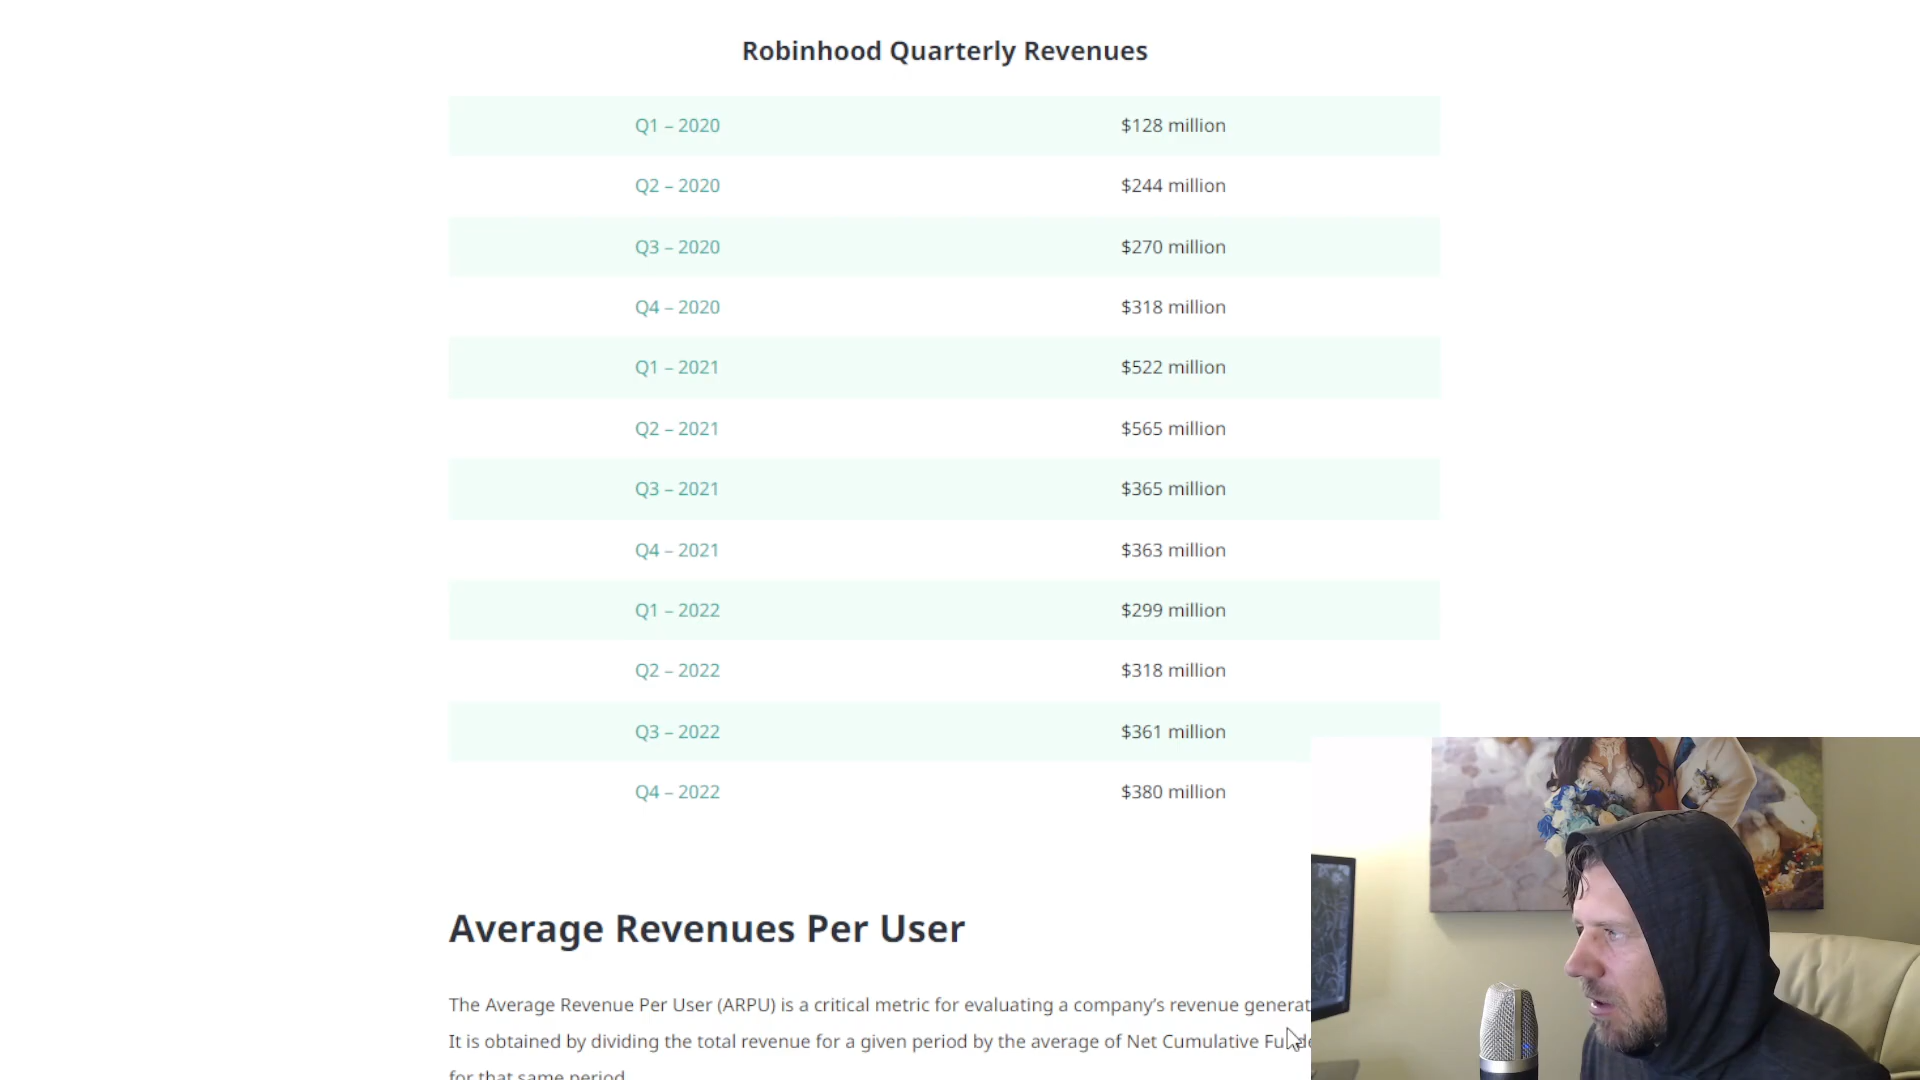 Robinhood Quarterly Revenues
Q1 – 2020 $128 million
Q2 – 2020 $244 million
Q3 – 2020 $270 million
Q4 – 2020 $318 million
Q1 – 2021 $522 million
Q2 – 2021 $565 million
Q3 – 2021 $365 million
Q4 – 2021 $363 million
Q1 – 2022 $299 million
Q2 – 2022 $318 million
Q3 – 2022 $361 million
Q4 – 2022 $380 million
Average Revenues Per User
The Average Revenue Per User (ARPU) is a critical metric for evaluating a company’s revenue
It is obtained by dividing the total revenue for a given period by the average of Net Cumulative
for that same period.